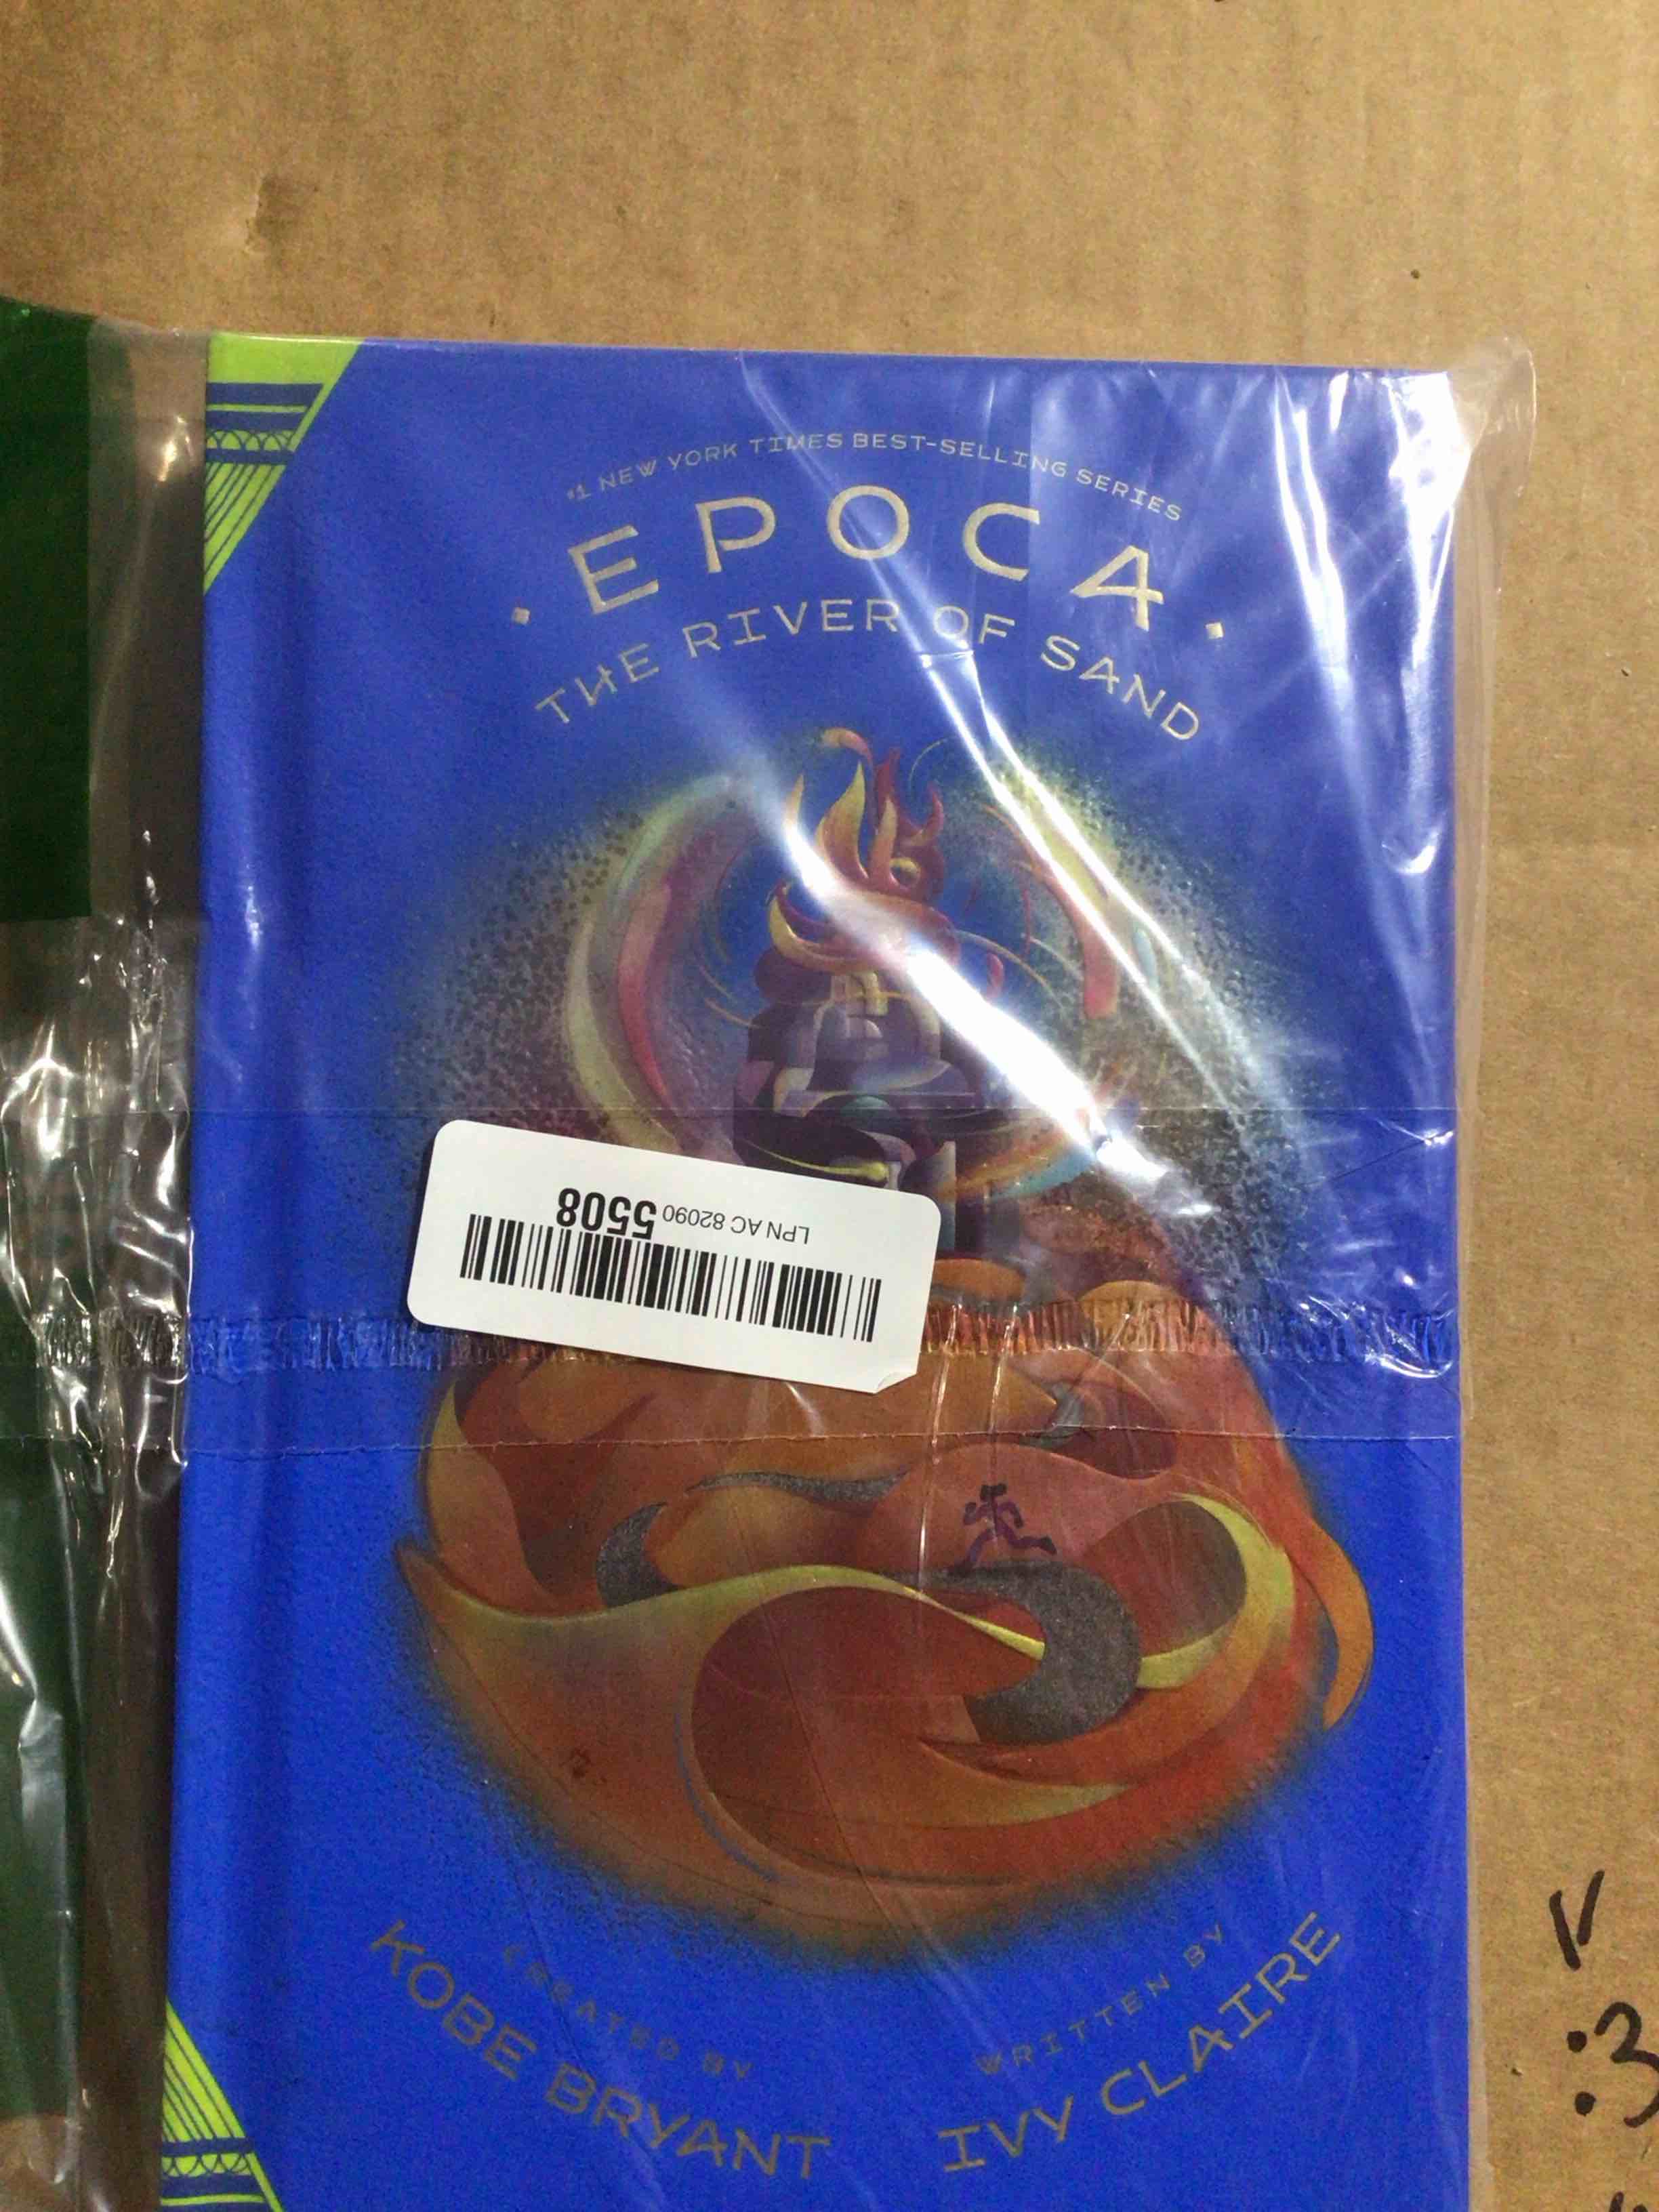 #1 NEW YORK TIMES BEST-SELLING SERIES
· EPOCA ·
THE RIVER OF SAND
LPN AC 82090 5508
CREATED BY
KOBE BRYANT
WRITTEN BY
IVY CLAIRE
:3